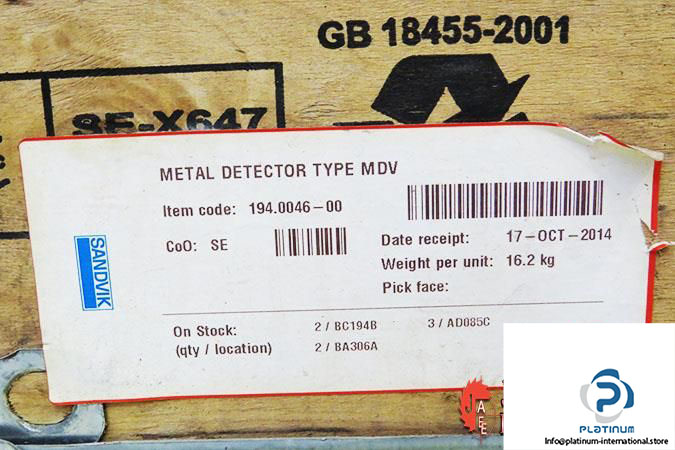 GB 18455-2001
SE-X647
METAL DETECTOR TYPE MDV
Item code: 194.0046-00
CoO: SE
Date receipt: 17-OCT-2014
Weight per unit: 16.2 kg
Pick face:
SANDVIK
On Stock: 2 / BC194B 3 / AD085C
(qty / location) 2 / BA306A
JAEE
PLATINUM
Info@platinum-international.store